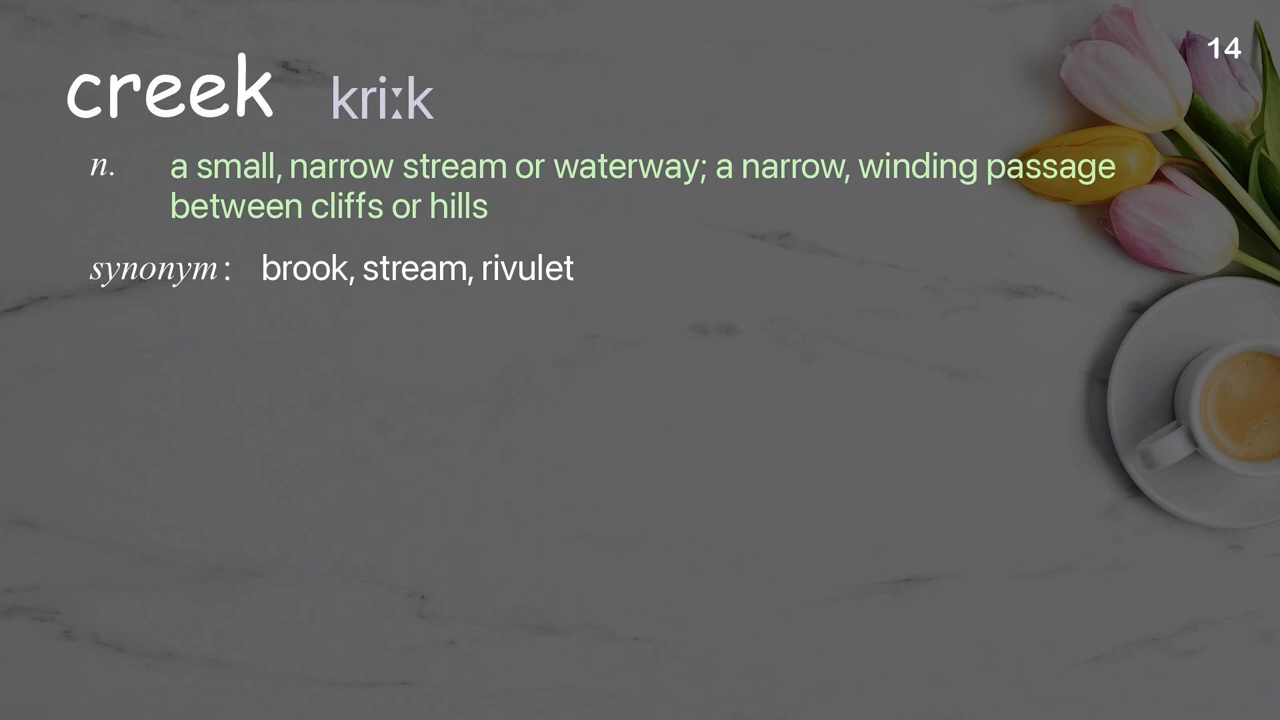 14
creek kriːk
n. a small, narrow stream or waterway; a narrow, winding passage
between cliffs or hills
synonym: brook, stream, rivulet